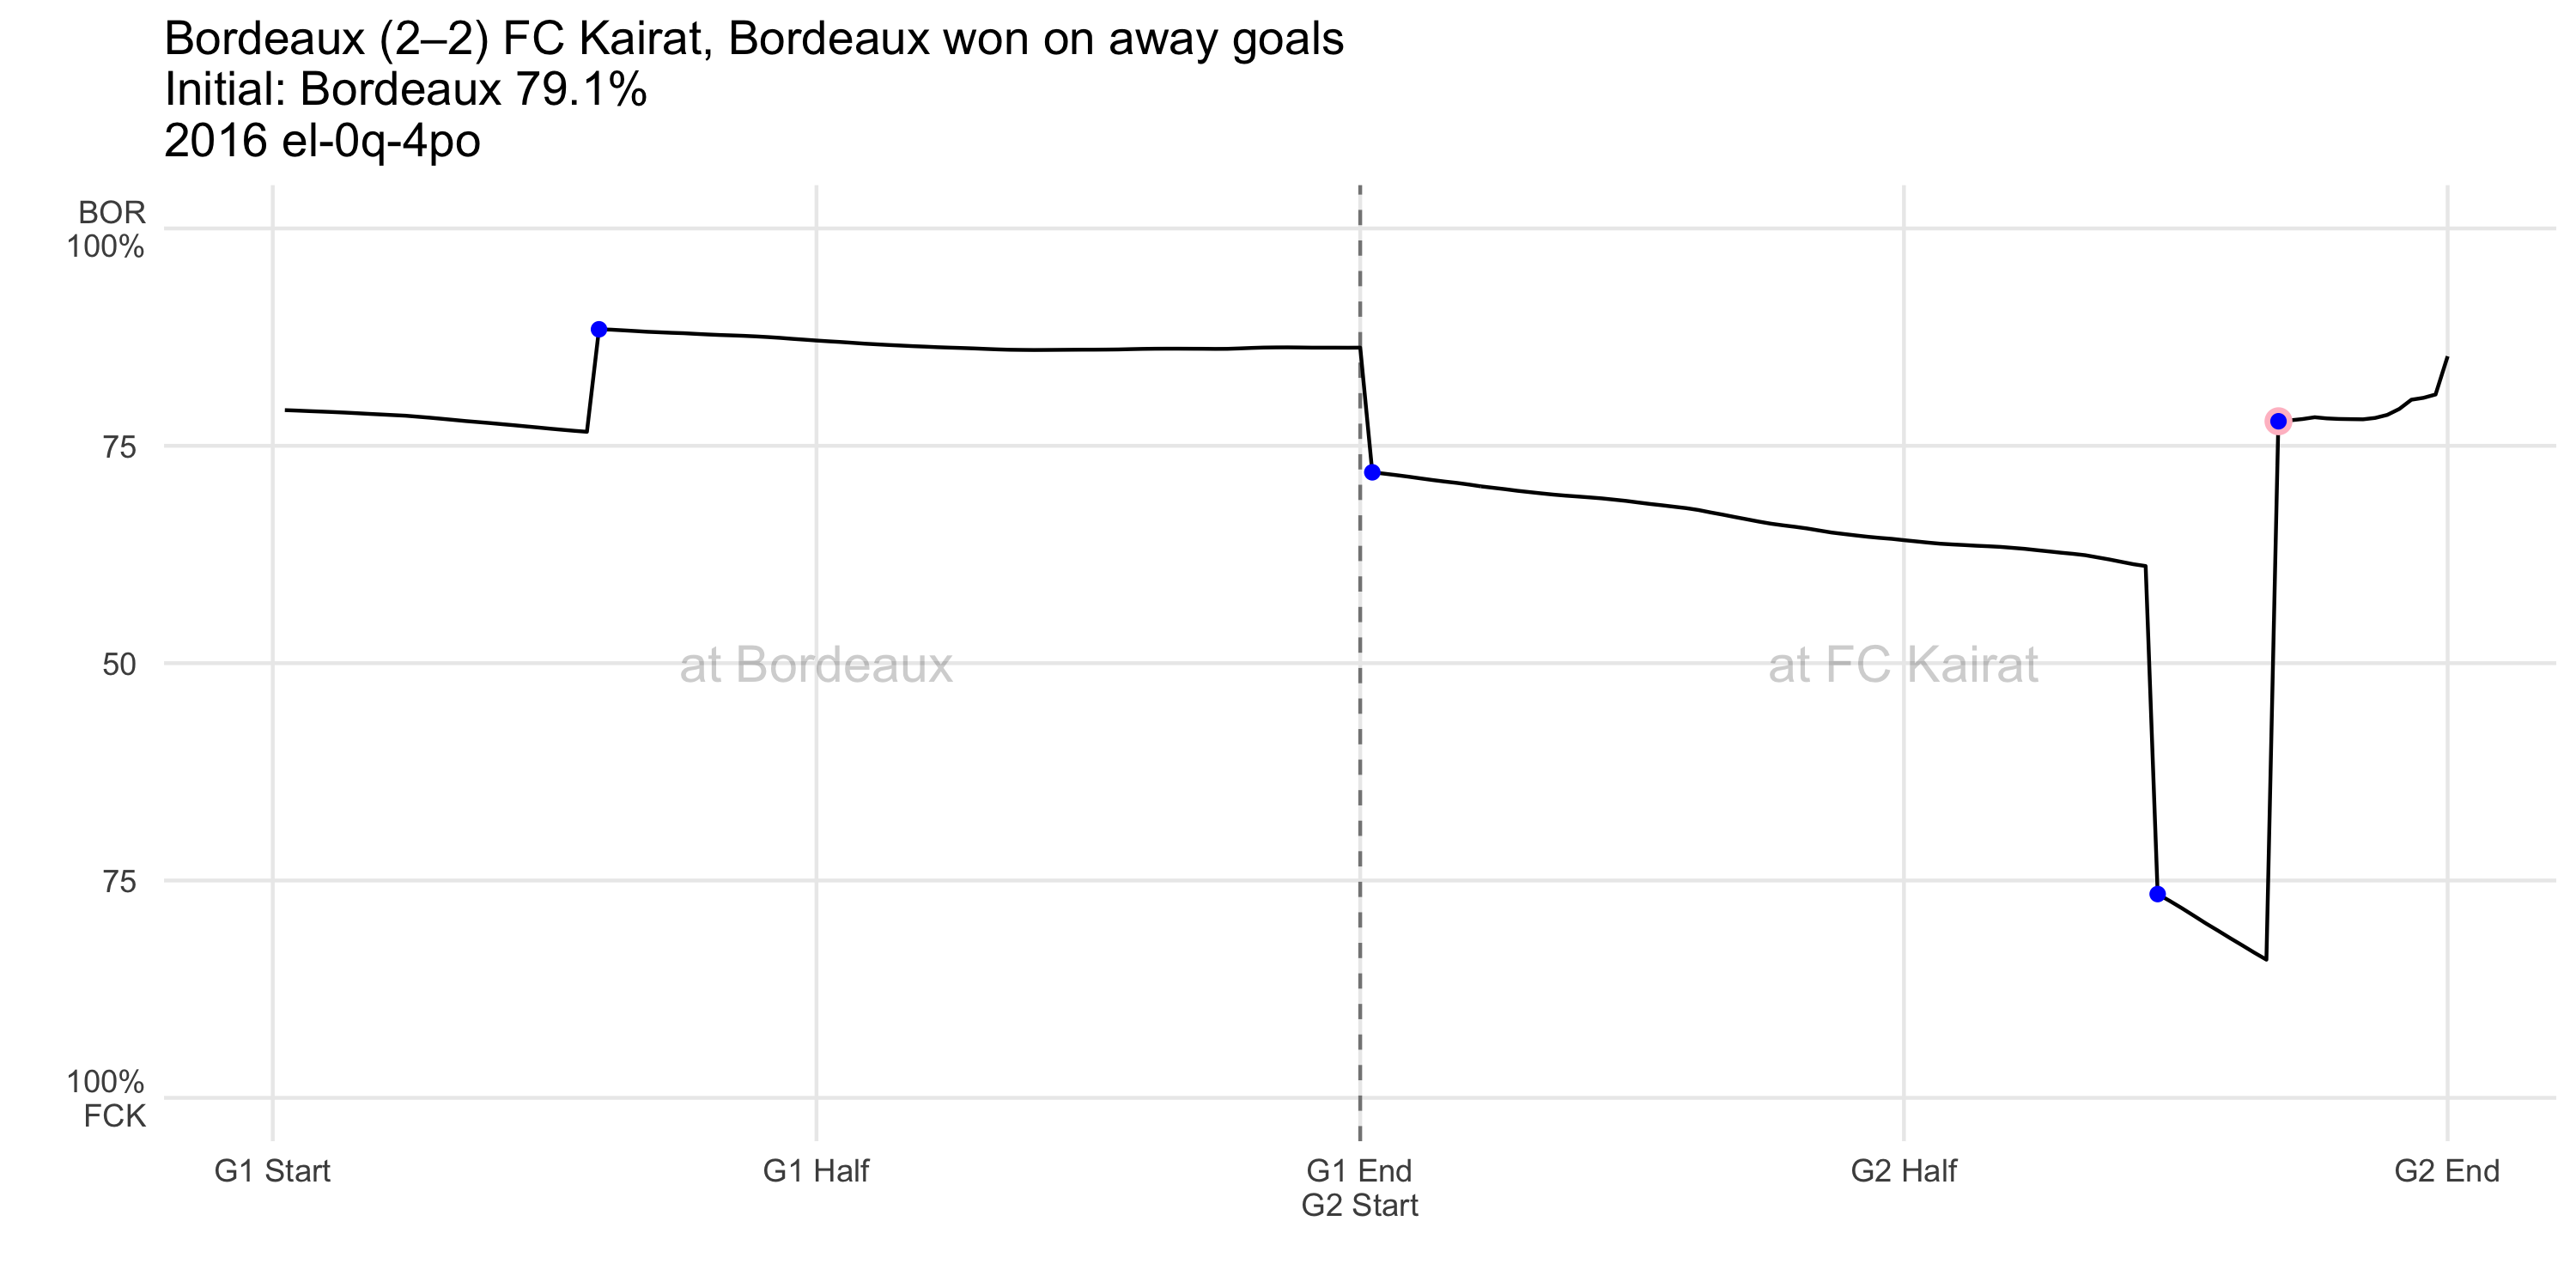 Bordeaux (2–2) FC Kairat, Bordeaux won on away goals
Initial: Bordeaux 79.1%
2016 el-0q-4po
BOR
100%
75
50
75
100%
FCK
at Bordeaux
at FC Kairat
G1 Start
G1 Half
G1 End
G2 Start
G2 Half
G2 End